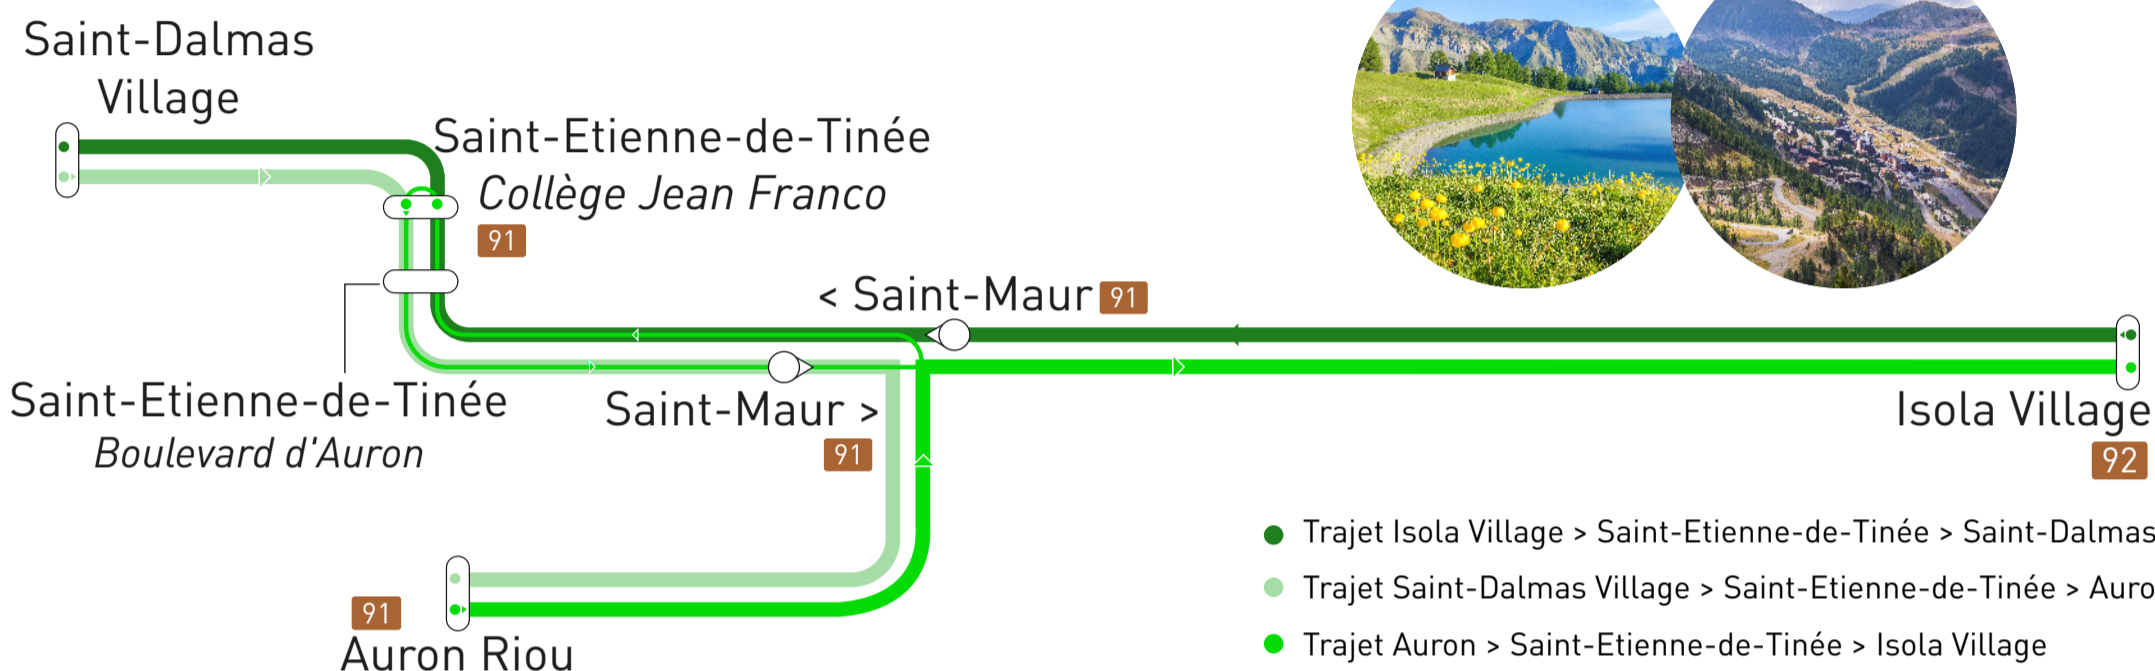 Saint-Dalmas
Village
Saint-Etienne-de-Tinée
Collège Jean Franco
91
< Saint-Maur 91
Saint-Etienne-de-Tinée
Boulevard d'Auron
Saint-Maur >
91
Isola Village
92
91
Auron Riou
Trajet Isola Village > Saint-Etienne-de-Tinée > Saint-Dalmas
Trajet Saint-Dalmas Village > Saint-Etienne-de-Tinée > Auro
Trajet Auron > Saint-Etienne-de-Tinée > Isola Village